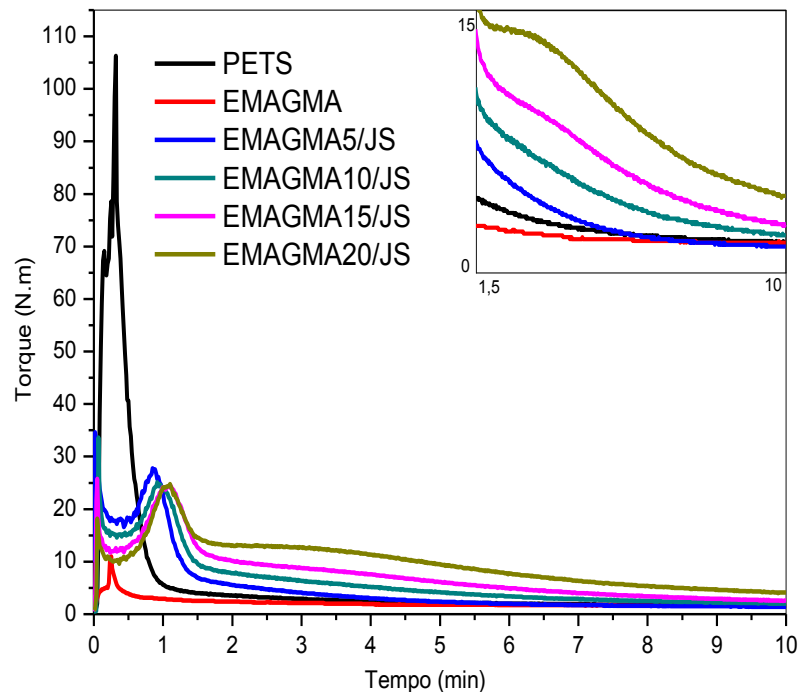 110
100
90
80
70
60
50
40
30
20
10
0
Torque (N.m)
PETS
EMAGMA
EMAGMA5/JS
EMAGMA10/JS
EMAGMA15/JS
EMAGMA20/JS
15
0
1,5
10
0 1 2 3 4 5 6 7 8 9 10
Tempo (min)